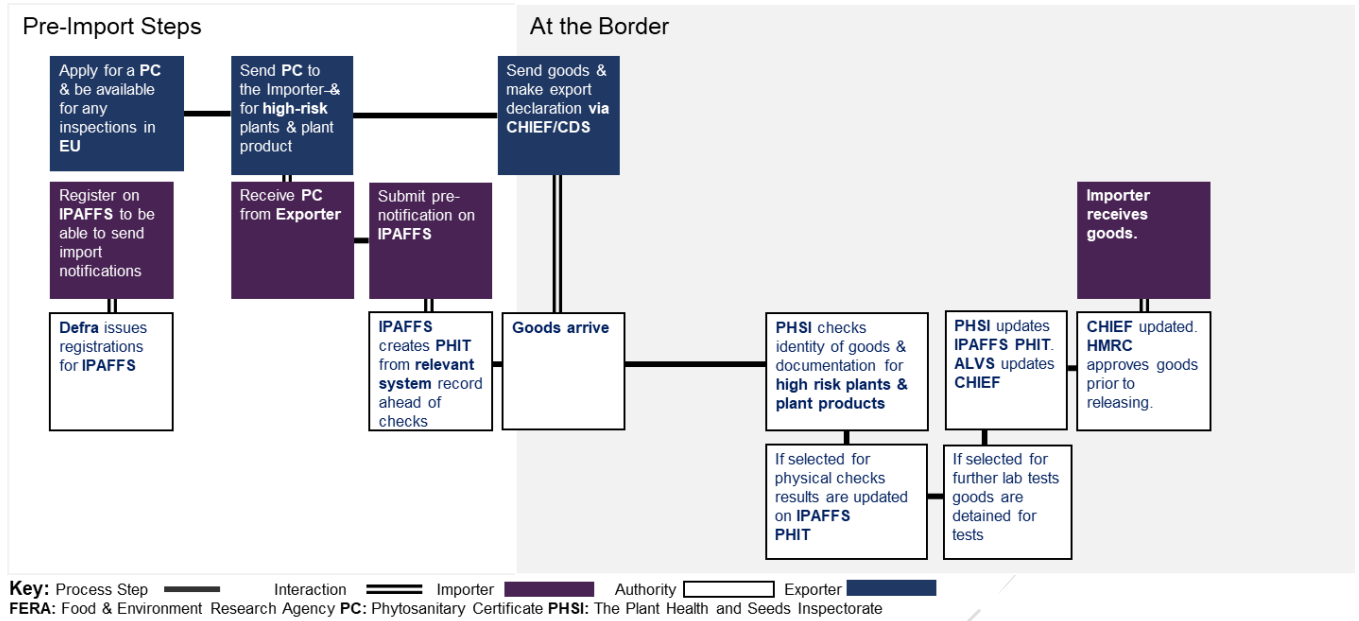 Pre-Import Steps
At the Border
Apply for a PC
& be available
for any
inspections in
EU
Send PC to
the Importer-&
for high-risk
plants & plant
product
Send goods &
make export
declaration via
CHIEF/CDS
Register on
IPAFFS to be
able to send
import
notifications
Receive PC
from Exporter
Submit pre-
notification on
IPAFFS
Importer
receives
goods.
Defra issues
registrations
for IPAFFS
IPAFFS
creates PHIT
from relevant
system record
ahead of
checks
Goods arrive
PHSI checks
identity of goods &
documentation for
high risk plants &
plant products
PHSI updates
IPAFFS PHIT.
ALVS updates
CHIEF
CHIEF updated.
HMRC
approves goods
prior to
releasing.
If selected for
physical checks
results are updated
on IPAFFS
PHIT
If selected for
further lab tests
goods are
detained for
tests
Key: Process Step Interaction Importer Authority Exporter
FERA: Food & Environment Research Agency PC: Phytosanitary Certificate PHSI: The Plant Health and Seeds Inspectorate